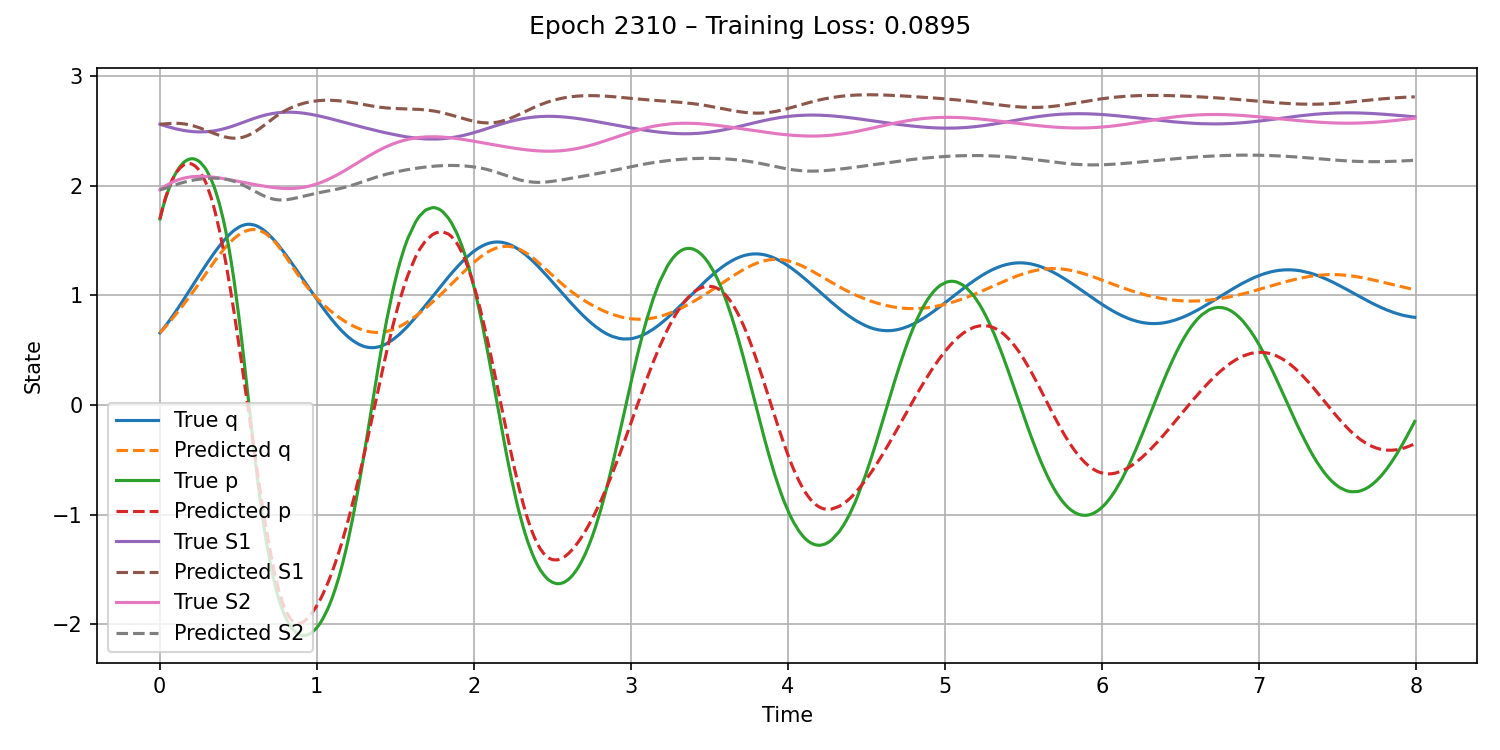 Epoch 2310 – Training Loss: 0.0895
3
2
1
0
−1
−2
State
True q
Predicted q
True p
Predicted p
True S1
Predicted S1
True S2
Predicted S2
0 1 2 3 4 5 6 7 8
Time